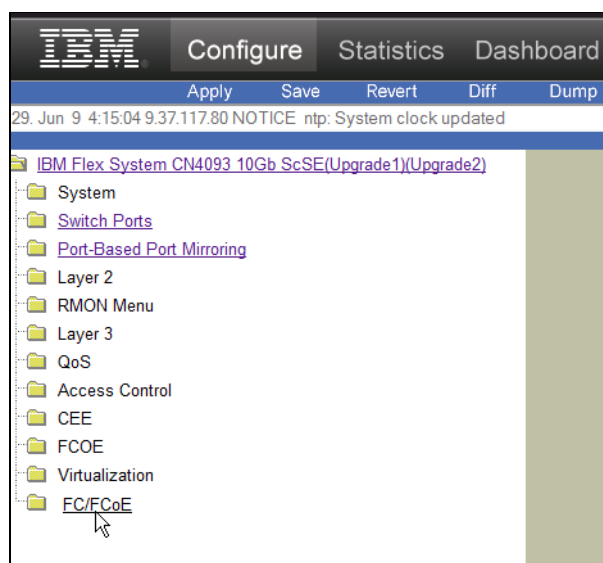 IBM. Configure Statistics Dashboard
Apply Save Revert Diff Dump
29. Jun 9 4:15:04 9.37.117.80 NOTICE ntp: System clock updated
IBM Flex System CN4093 10Gb ScSE(Upgrade1)(Upgrade2)
System
Switch Ports
Port-Based Port Mirroring
Layer 2
RMON Menu
Layer 3
QoS
Access Control
CEE
FCOE
Virtualization
FC/FCoE